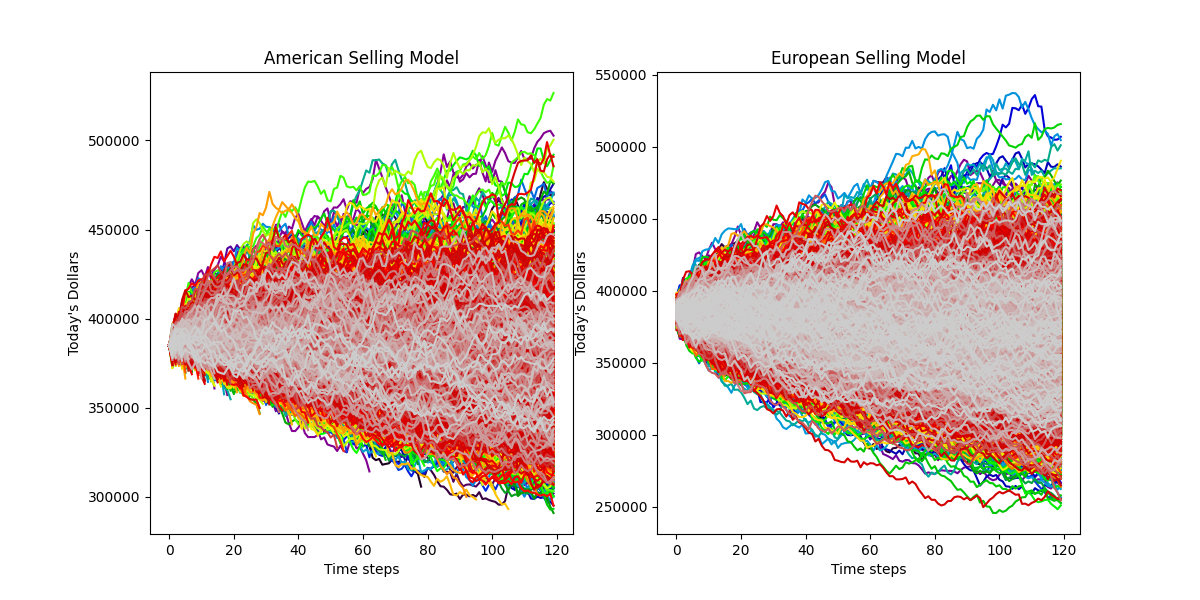 American Selling Model
Today's Dollars
500000
450000
400000
350000
300000
0 20 40 60 80 100 120
Time steps
European Selling Model
Today's Dollars
550000
500000
450000
400000
350000
300000
250000
0 20 40 60 80 100 120
Time steps